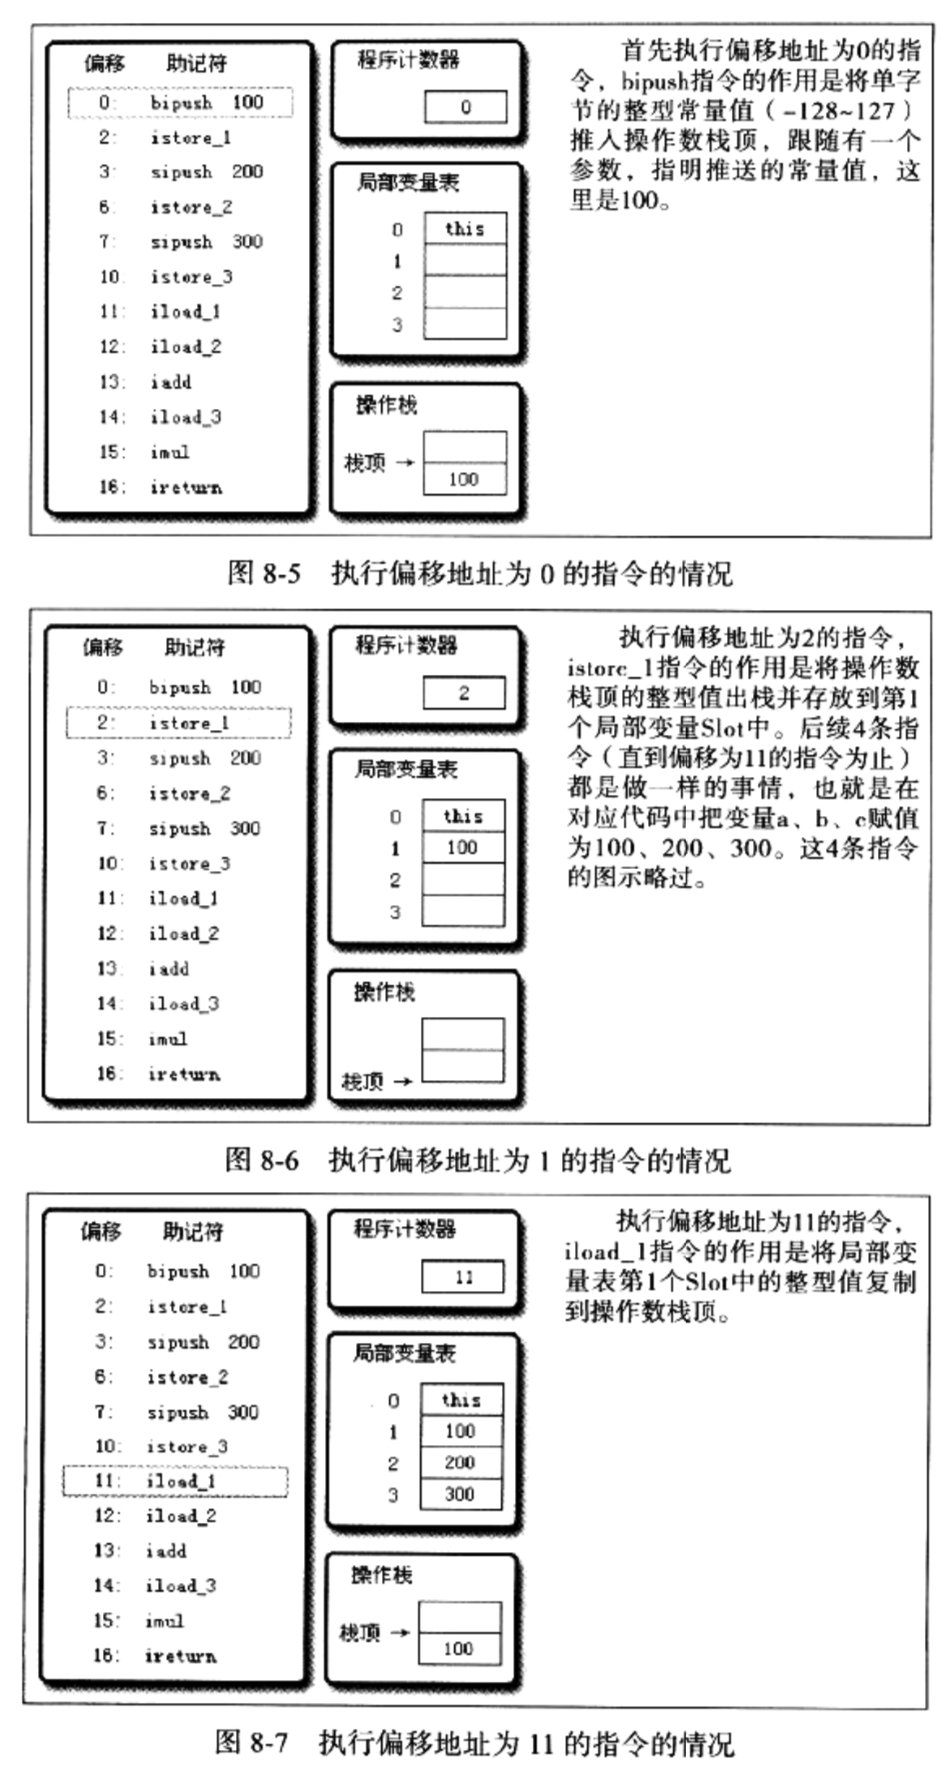 偏移 助记符
0: bipush 100
2: istore_1
3: sipush 200
6: istore_2
7: sipush 300
10. istore_3
11: iload_1
12: iload_2
13: iadd
14: iload_3
15: imul
16: ireturn
程序计数器
0
局部变量表
0 this
1
2
3
操作栈
栈顶 →
100
首先执行偏移地址为0的指
令，bipush指令的作用是将单字
节的整型常量值（-128~127）
推入操作数栈顶，跟随有一个
参数，指明推送的常量值，这
里是100。
图 8-5 执行偏移地址为 0 的指令的情况
偏移 助记符
0: bipush 100
2: istore_1
3: sipush 200
6: istore_2
7: sipush 300
10: istore_3
11: iload_1
12: iload_2
13. iadd
14: iload_3
15: imul
16: ireturn
程序计数器
2
局部变量表
0 this
1 100
2
3
操作栈
栈顶 →
执行偏移地址为2的指令，
istore_1指令的作用是将操作数
栈顶的整型值出栈并存放到第1
个局部变量Slot中。后续4条指
令（直到偏移为11的指令为止）
都是做一样的事情，也就是在
对应代码中把变量a、b、c赋值
为100、200、300。这4条指令
的图示略过。
图 8-6 执行偏移地址为 1 的指令的情况
偏移 助记符
0: bipush 100
2: istore_1
3: sipush 200
6: istore_2
7: sipush 300
10: istore_3
11: iload_1
12: iload_2
13: iadd
14: iload_3
15: imul
16: ireturn
程序计数器
11
局部变量表
0 this
1 100
2 200
3 300
操作栈
栈顶 →
100
执行偏移地址为11的指令，
iload_1指令的作用是将局部变
量表第1个Slot中的整型值复制
到操作数栈顶。
图 8-7 执行偏移地址为 11 的指令的情况